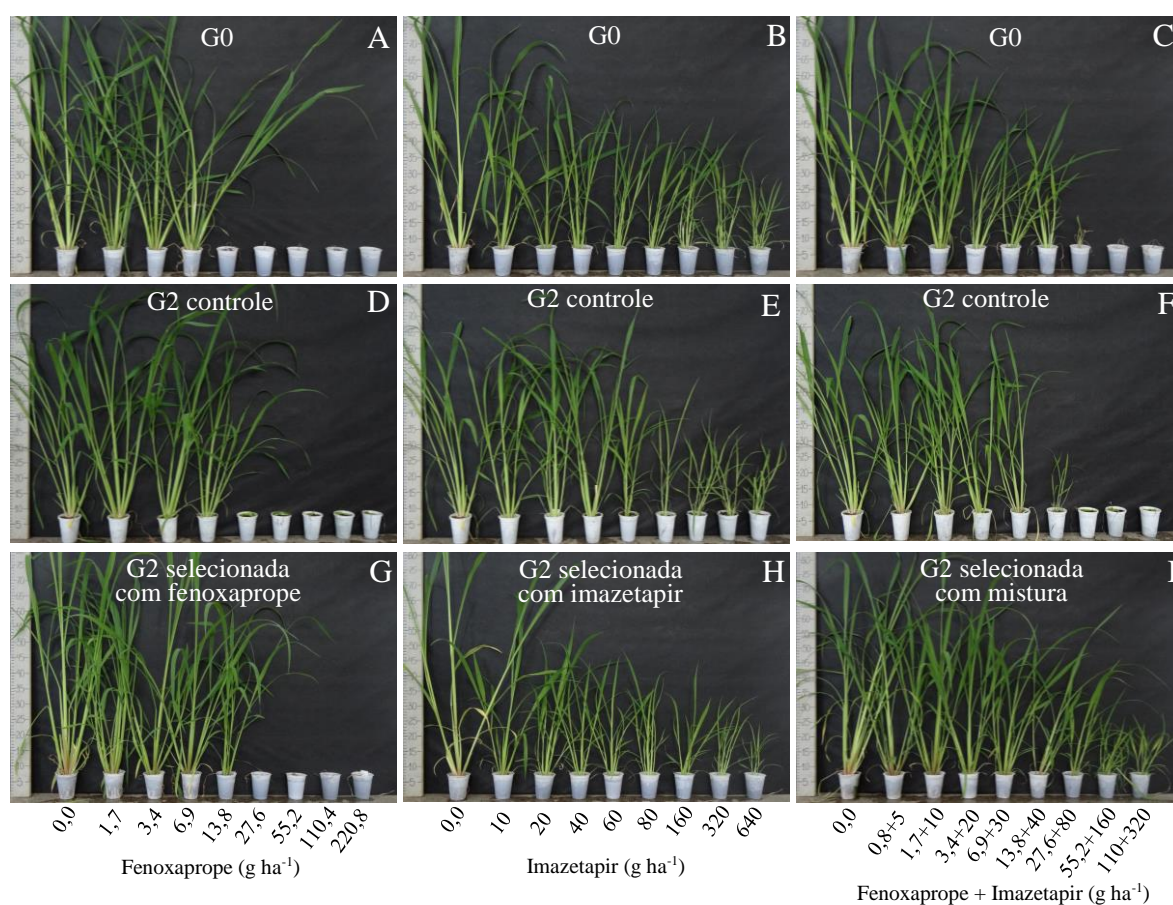 G0 A
G0 B
G0 C
G2 controle D
G2 controle E
G2 controle F
G2 selecionada
com fenoxaprope G
G2 selecionada
com imazetapir H
G2 selecionada
com mistura I
0,0 1,7 3,4 6,9 13,8 27,6 55,2 110,4 220,8
Fenoxaprope (g ha⁻¹)
0,0 10 20 40 60 80 160 320 640
Imazetapir (g ha⁻¹)
0,0 0,8+5 1,7+10 3,4+20 6,9+30 13,8+40 27,6+80 55,2+160 110+320
Fenoxaprope + Imazetapir (g ha⁻¹)